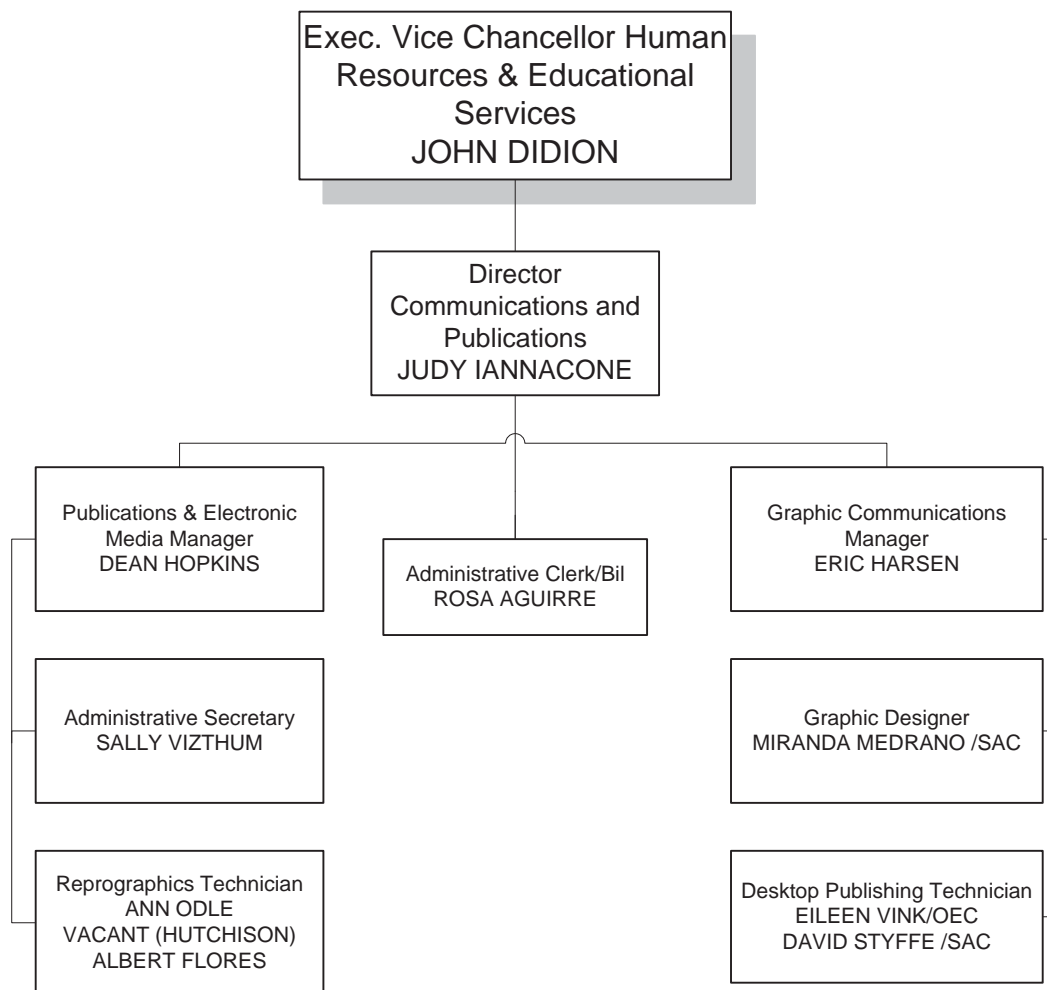 Exec. Vice Chancellor Human
Resources & Educational
Services
JOHN DIDION
Director
Communications and
Publications
JUDY IANNACONE
Publications & Electronic
Media Manager
DEAN HOPKINS
Administrative Clerk/Bil
ROSA AGUIRRE
Graphic Communications
Manager
ERIC HARSEN
Administrative Secretary
SALLY VIZTHUM
Graphic Designer
MIRANDA MEDRANO /SAC
Reprographics Technician
ANN ODLE
VACANT (HUTCHISON)
ALBERT FLORES
Desktop Publishing Technician
EILEEN VINK/OEC
DAVID STYFFE /SAC